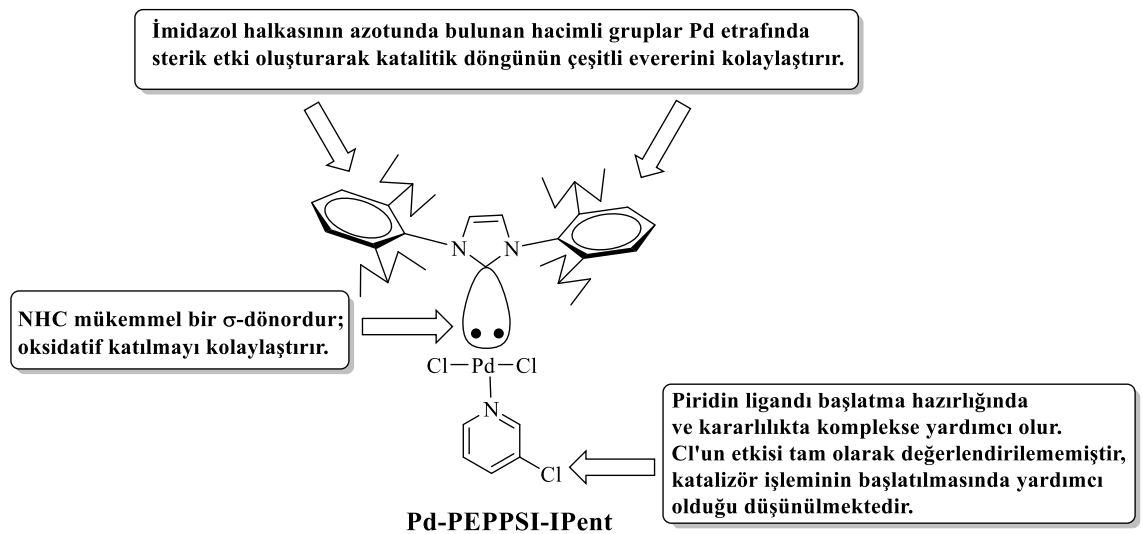 İmidazol halkasının azotunda bulunan hacimli gruplar Pd etrafında
sterik etki oluşturarak katalitik döngünün çeşitli evererini kolaylaştırır.
N
N
NHC mükemmel bir σ-dönordur;
oksidatif katılmayı kolaylaştırır.
Cl Pd Cl
N
Cl
Piridin ligandı başlatma hazırlığında
ve kararlılıkta komplekse yardımcı olur.
Cl'un etkisi tam olarak değerlendirilememiştir,
katalizör işleminin başlatılmasında yardımcı
olduğu düşünülmektedir.
Pd-PEPPSI-IPent